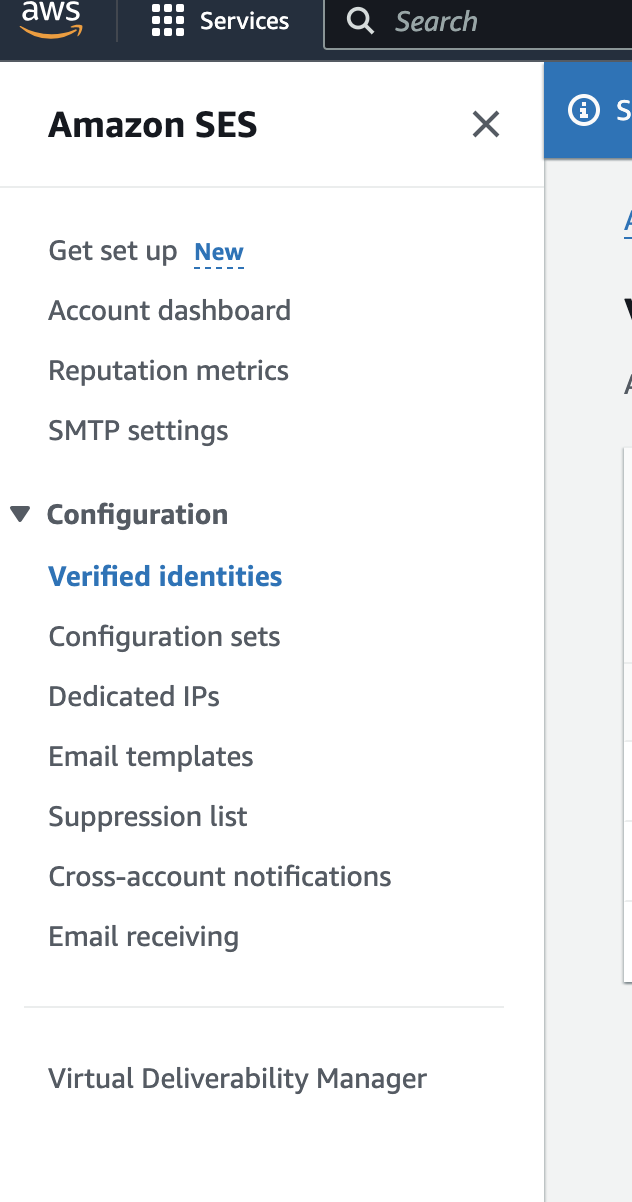 aws
Services
Search
Amazon SES
Get set up New
Account dashboard
Reputation metrics
SMTP settings
Configuration
Verified identities
Configuration sets
Dedicated IPs
Email templates
Suppression list
Cross-account notifications
Email receiving
Virtual Deliverability Manager